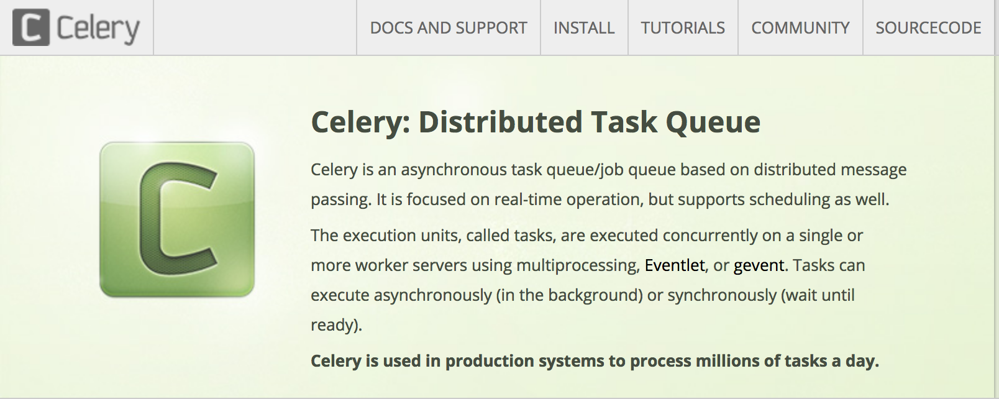 C Celery
DOCS AND SUPPORT
INSTALL
TUTORIALS
COMMUNITY
SOURCECODE
C
Celery: Distributed Task Queue
Celery is an asynchronous task queue/job queue based on distributed message
passing. It is focused on real-time operation, but supports scheduling as well.
The execution units, called tasks, are executed concurrently on a single or
more worker servers using multiprocessing, Eventlet, or gevent. Tasks can
execute asynchronously (in the background) or synchronously (wait until
ready).
Celery is used in production systems to process millions of tasks a day.